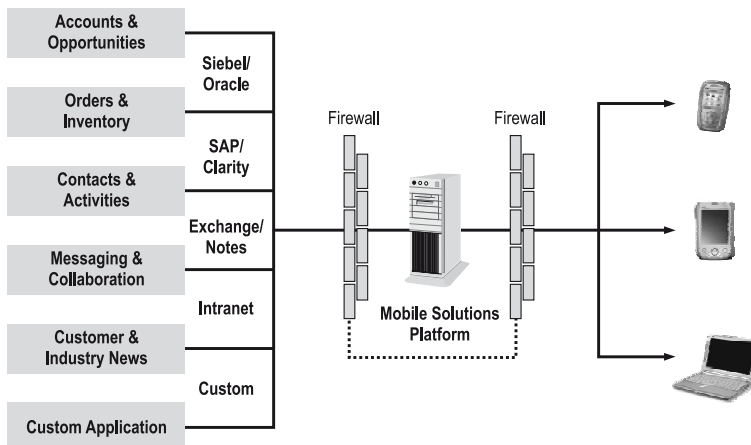 Accounts &
Opportunities
Siebel/
Oracle
Orders &
Inventory
SAP/
Clarity
Contacts &
Activities
Exchange/
Notes
Messaging &
Collaboration
Intranet
Customer &
Industry News
Custom
Custom Application
Firewall
Firewall
Mobile Solutions
Platform